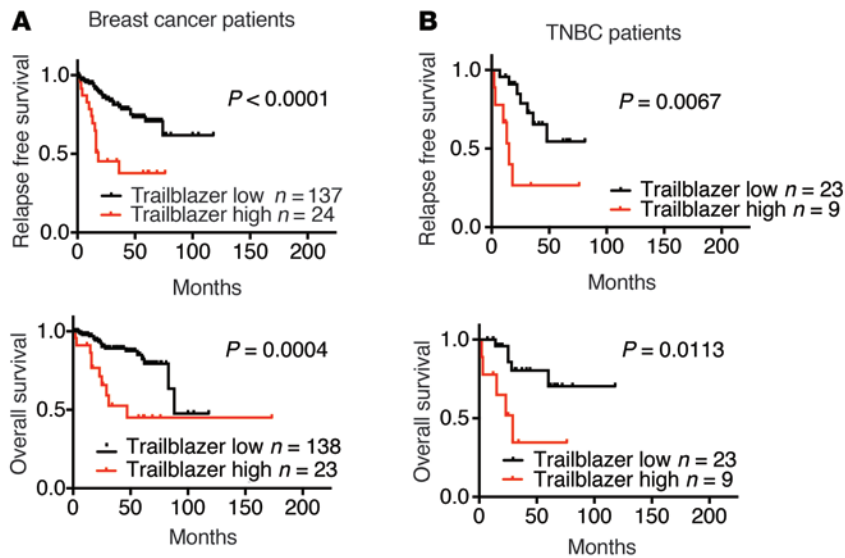 A Breast cancer patients
Relapse free survival
1.0
0.5
0.0
P < 0.0001
Trailblazer low n = 137
Trailblazer high n = 24
0 50 100 150 200
Months
Overall survival
1.0
0.5
0.0
P = 0.0004
Trailblazer low n = 138
Trailblazer high n = 23
0 50 100 150 200
Months
B TNBC patients
Relapse free survival
1.0
0.5
0.0
P = 0.0067
Trailblazer low n = 23
Trailblazer high n = 9
0 50 100 150 200
Months
Overall survival
1.0
0.5
0.0
P = 0.0113
Trailblazer low n = 23
Trailblazer high n = 9
0 50 100 150 200
Months